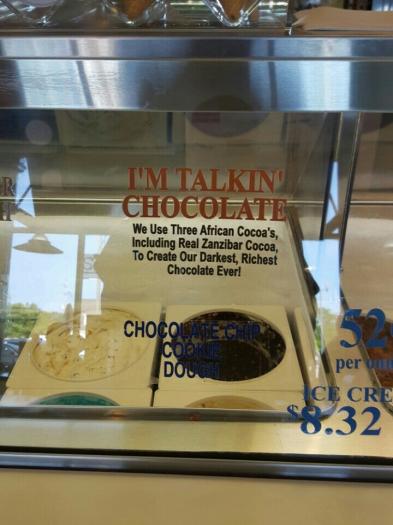 I'M TALKIN'
CHOCOLATE
We Use Three African Cocoa's,
Including Real Zanzibar Cocoa,
To Create Our Darkest, Richest
Chocolate Ever!
CHOCOLATE CHIP
COOKIE
DOUGH
52
per
ICE CRE
$8.32